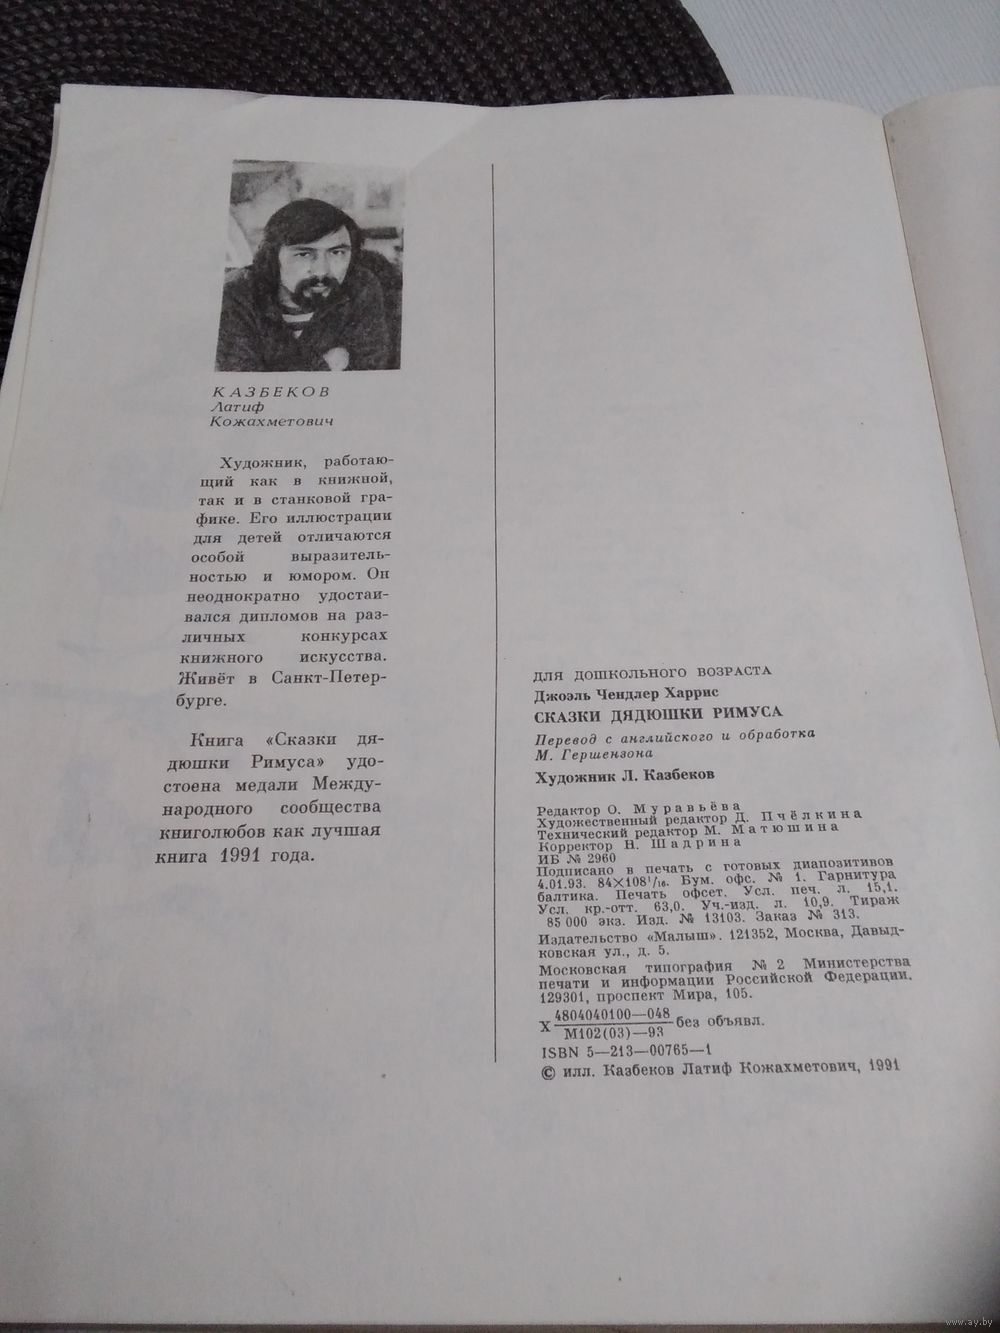 КАЗБЕКОВ
Латиф
Кожахметович
Художник, работаю-
щий как в книжной,
так и в станковой гра-
фике. Его иллюстрации
для детей отличаются
особой выразитель-
ностью и юмором. Он
неоднократно удостаи-
вался дипломов на раз-
личных конкурсах
книжного искусства.
Живёт в Санкт-Петер-
бурге.
Книга «Сказки дя-
дюшки Римуса» удо-
стоена медали Между-
народного сообщества
книголюбов как лучшая
книга 1991 года.
ДЛЯ ДОШКОЛЬНОГО ВОЗРАСТА
Джоэль Чендлер Харрис
СКАЗКИ ДЯДЮШКИ РИМУСА
Перевод с английского и обработка
М. Гершензона
Художник Л. Казбеков
Редактор О. Муравьёва
Художественный редактор Д. Пчёлкина
Технический редактор М. Матюшина
Корректор Н. Шадрина
ИБ № 2960
Подписано в печать с готовых диапозитивов
4.01.93. 84×108¹/₁₆. Бум. офс. № 1. Гарнитура
балтика. Печать офсет. Усл. печ. л. 15,1.
Усл. кр.-отт. 63,0. Уч.-изд. л. 10,9. Тираж
85 000 экз. Изд. № 13103. Заказ № 313.
Издательство «Малыш». 121352, Москва, Давыд-
ковская ул., д. 5.
Московская типография № 2 Министерства
печати и информации Российской Федерации.
129301, проспект Мира, 105.
Х 4804040100—048
М102(03)—93 без объявл.
ISBN 5—213—00765—1
© илл. Казбеков Латиф Кожахметович, 1991
www.ay.by